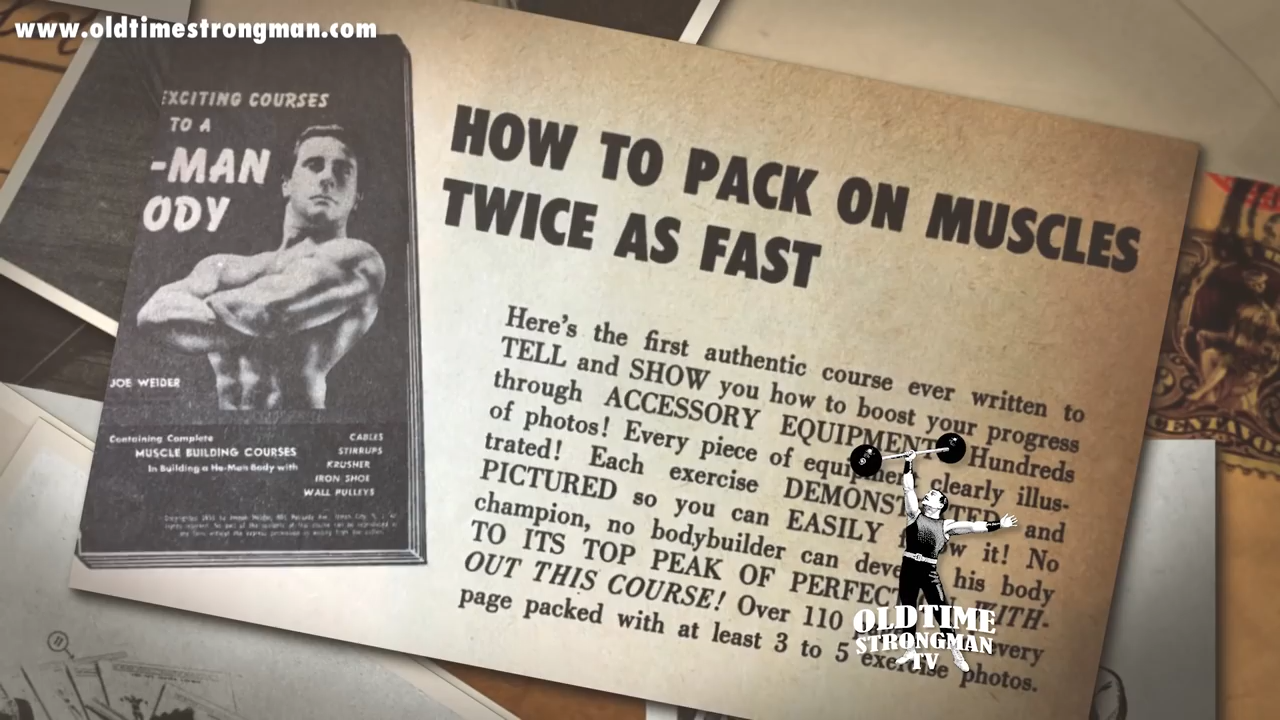 www.oldtimestrongman.com
EXCITING COURSES
TO A
-MAN
ODY
JOE WEIDER
Containing Complete
MUSCLE BUILDING COURSES
In Building a He-Man Body with
CABLES
STIRRUPS
KRUSHER
IRON SHOE
WALL PULLEYS
HOW TO PACK ON MUSCLES
TWICE AS FAST
Here's the first authentic course ever written to
TELL and SHOW you how to boost your progress
through ACCESSORY EQUIPMENT Hundreds
of photos! Every piece of equipment clearly illus-
trated! Each exercise DEMONSTRATED and
PICTURED so you can EASILY w it! No
champion, no bodybuilder can deve his body
TO ITS TOP PEAK OF PERFECT WITH-
OUT THIS COURSE! Over 110 every
page packed with at least 3 to 5 exercise photos.
OLDTIME
STRONGMAN
TV
CENTAVOS